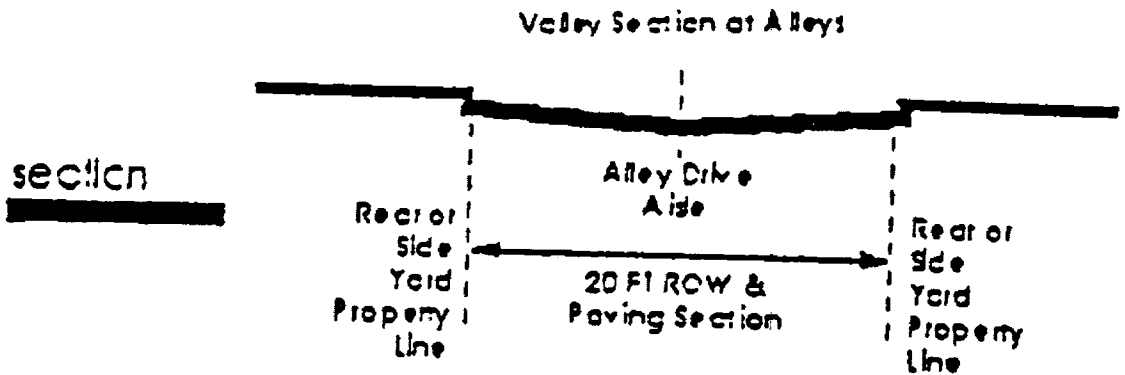 Valley Section at Alleys
section
Alley Drive
Aisle
Rear or
Side
Yard
Property
Line
20 Ft ROW &
Paving Section
Rear or
Side
Yard
Property
Line